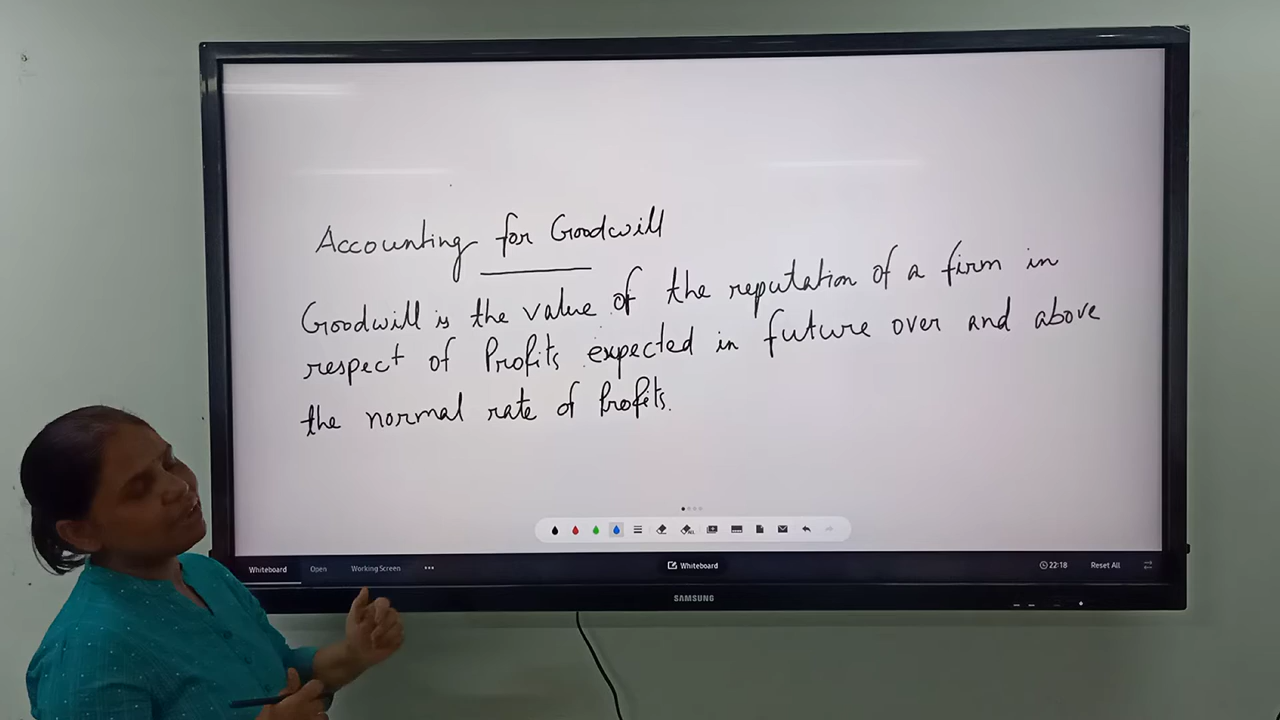 Accounting for Goodwill
Goodwill is the value of the reputation of a firm in
respect of Profits expected in future over and above
the normal rate of Profits.
Whiteboard
Open
Working Screen
Whiteboard
22:18
Reset All
SAMSUNG